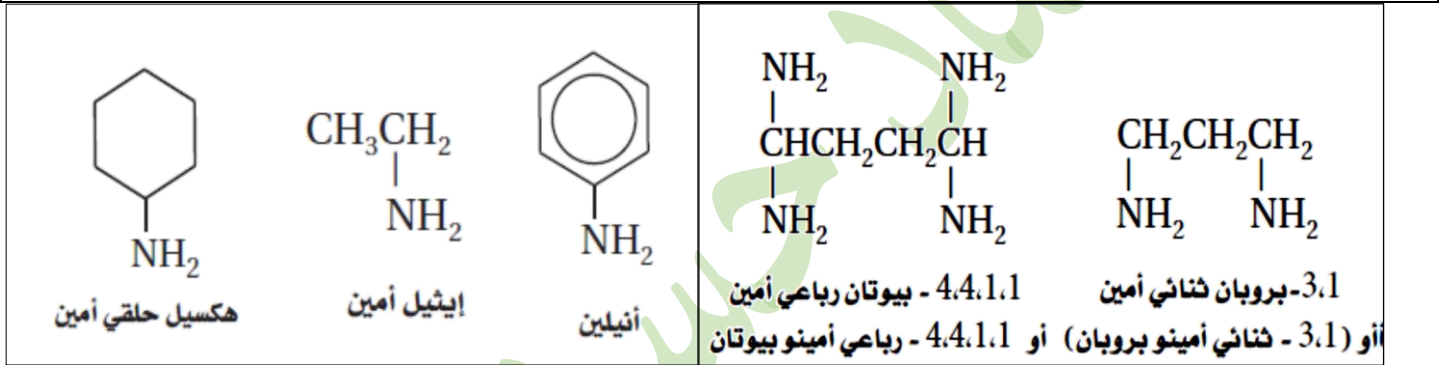 NH₂ NH₂
CHCH₂CH₂CH CH₂CH₂CH₂
NH₂ NH₂ NH₂ NH₂
3،1-بروبان ثنائي أمين
4،4،1،1 - بيوتان رباعي أمين
أأو (3،1 - ثنائي أمينو بروبان) أو 4،4،1،1 - رباعي أمينو بيوتان
CH₃CH₂
NH₂ NH₂ NH₂
أنيلين
إيثيل أمين
هكسيل حلقي أمين